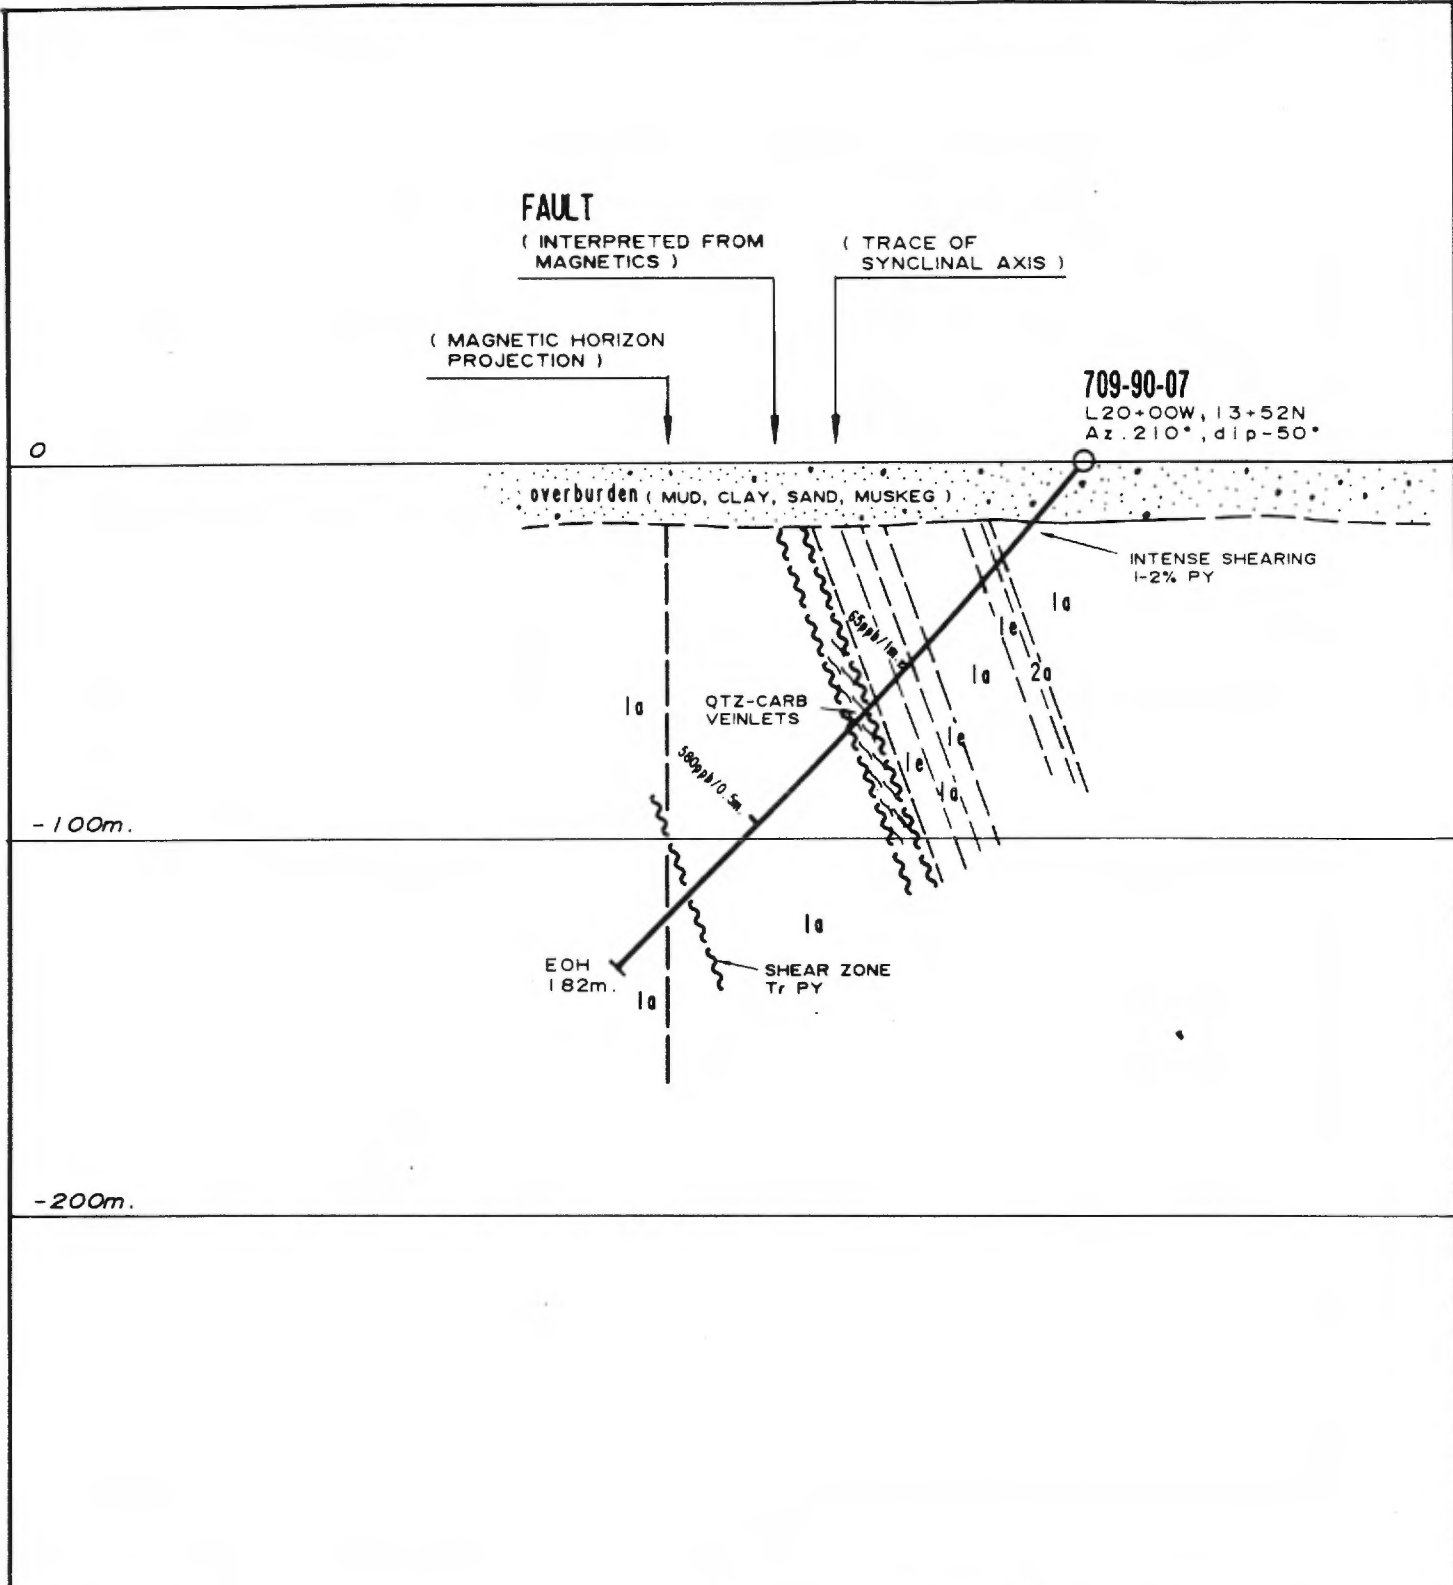 FAULT
( INTERPRETED FROM
MAGNETICS )
( TRACE OF
SYNCLINAL AXIS )
( MAGNETIC HORIZON
PROJECTION )
709-90-07
L20+00W, 13+52N
Az. 210°, dip-50°
0
overburden ( MUD, CLAY, SAND, MUSKEG )
INTENSE SHEARING
1-2% PY
1a
1e
65ppb/1m.
2a
1a
1a
QTZ-CARB
VEINLETS
1e
1e
580ppb/0.5m.
-100m.
1a
EOH
182m.
SHEAR ZONE
Tr PY
1a
-200m.